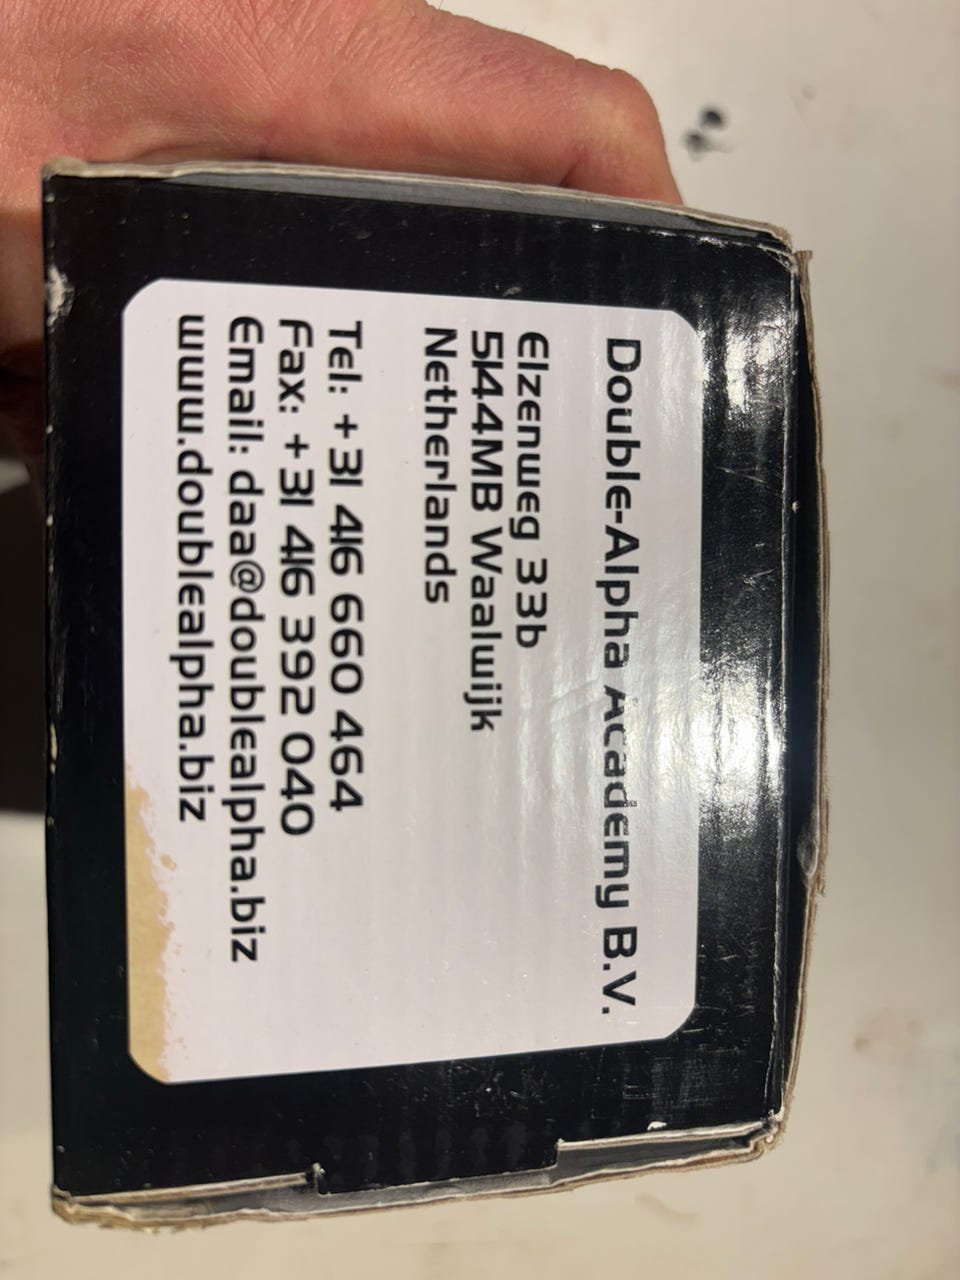 Double-Alpha Academy B.V.
Elzenweg 33b
5144MB Waalwijk
Netherlands
Tel: +31 416 660 464
Fax: +31 416 392 040
Email: daa@doublealpha.biz
www.doublealpha.biz